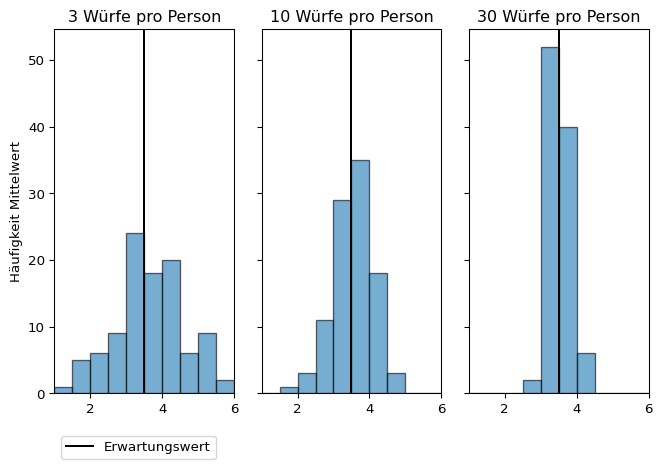 3 Würfe pro Person
10 Würfe pro Person
30 Würfe pro Person
Häufigkeit Mittelwert
50
40
30
20
10
0
2 4 6
2 4 6
2 4 6
Erwartungswert